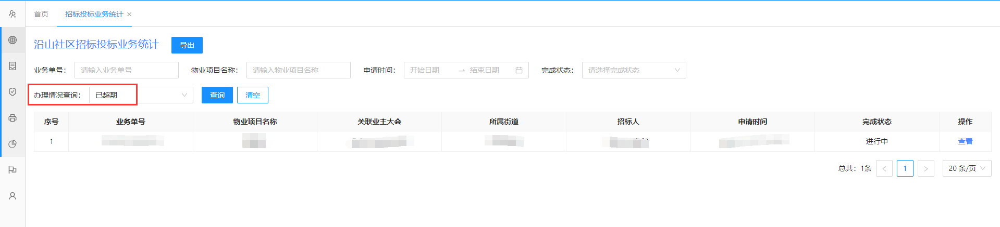 首页 招标投标业务统计 ×
沿山社区招标投标业务统计 导出
业务单号： 请输入业务单号 物业项目名称： 请输入物业项目名称 申请时间： 开始日期 → 结束日期 完成状态： 请选择完成状态
办理情况查询： 已超期 查询 清空
序号 业务单号 物业项目名称 关联业主大会 所属街道 招标人 申请时间 完成状态 操作
1 进行中 查看
总共：1条 < 1 > 20 条/页